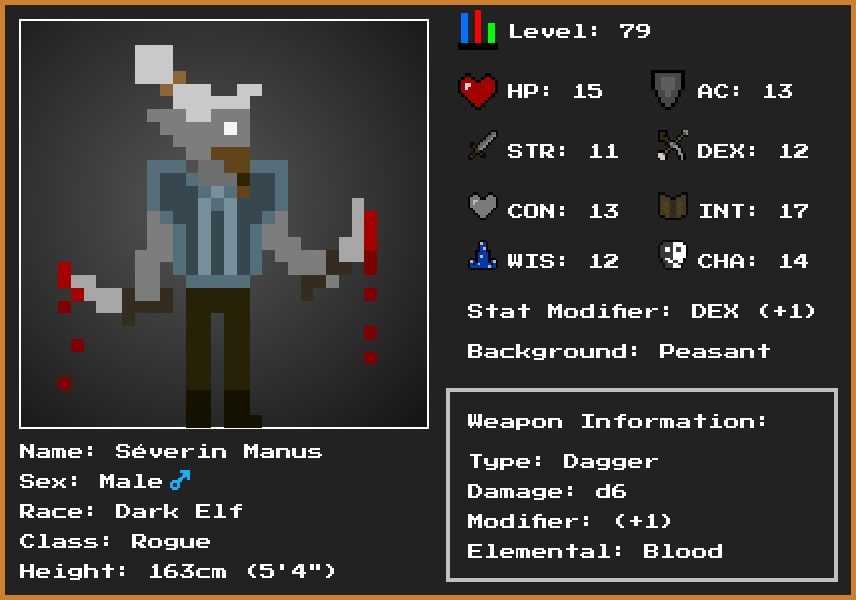 Level: 79
HP: 15 AC: 13
STR: 11 DEX: 12
CON: 13 INT: 17
WIS: 12 CHA: 14
Stat Modifier: DEX (+1)
Background: Peasant
Weapon Information:
Type: Dagger
Damage: d6
Modifier: (+1)
Elemental: Blood
Name: Séverin Manus
Sex: Male♂
Race: Dark Elf
Class: Rogue
Height: 163cm (5'4")